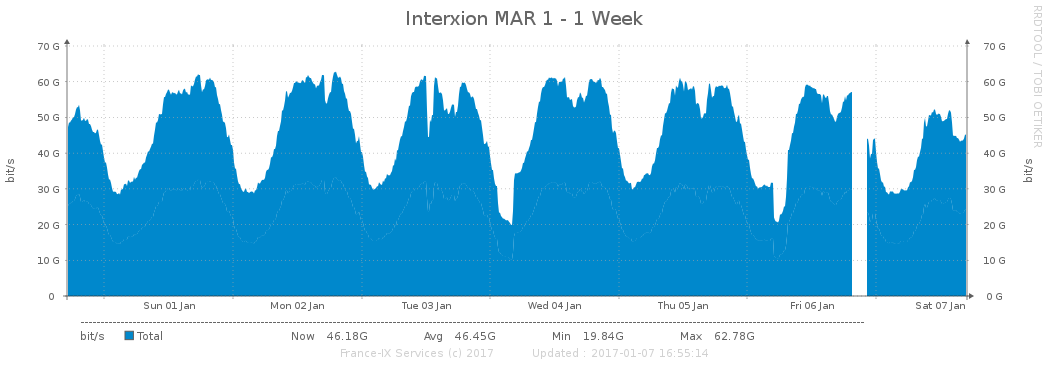 Interxion MAR 1 - 1 Week
RRDTOOL / TOBI OETIKER
bit/s
70 G 70 G
60 G 60 G
50 G 50 G
40 G 40 G
30 G 30 G
20 G 20 G
10 G 10 G
0 0 G
bit/s
Sun 01 Jan Mon 02 Jan Tue 03 Jan Wed 04 Jan Thu 05 Jan Fri 06 Jan Sat 07 Jan
bit/s Total Now 46.18G Avg 46.45G Min 19.84G Max 62.78G
France-IX Services (c) 2017 Updated : 2017-01-07 16:55:14